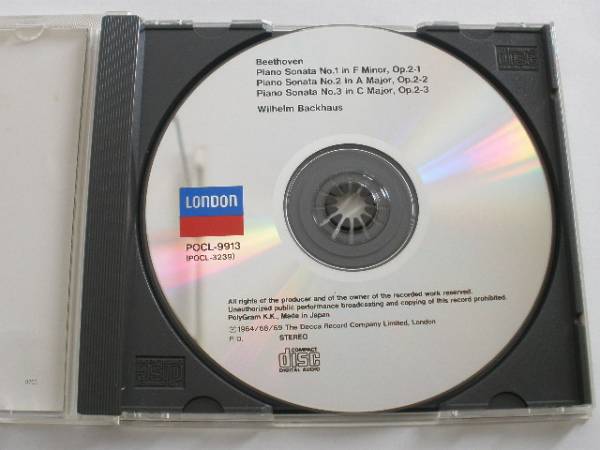 Beethoven
Piano Sonata No.1 in F Minor, Op.2-1
Piano Sonata No.2 in A Major, Op.2-2
Piano Sonata No.3 in C Major, Op.2-3
Wilhelm Backhaus
LONDON
POCL-9913
(POCL-3239)
All rights of the producer and of the owner of the recorded work reserved.
Unauthorized public performance broadcasting and copying of this record prohibited.
PolyGram K.K., Made in Japan
℗1964/68/69 The Decca Record Company Limited, London
STEREO
COMPACT
disc
DIGITAL AUDIO